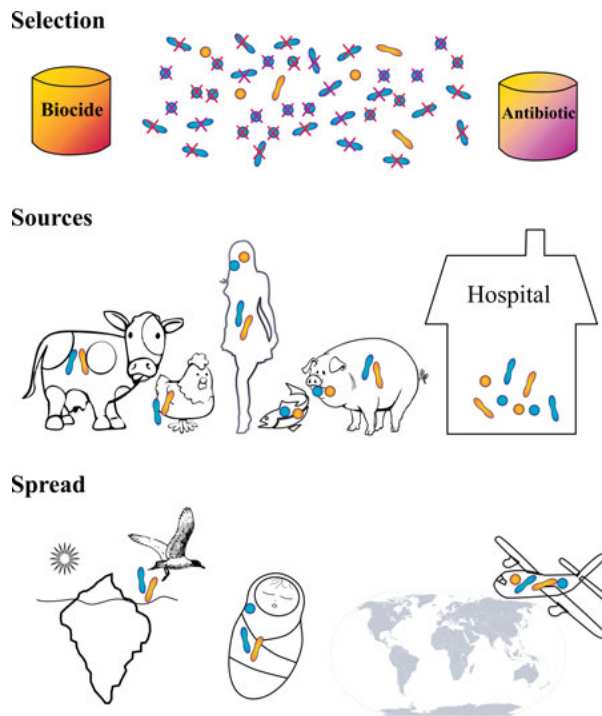 Selection
Biocide
Antibiotic
Sources
Hospital
Spread